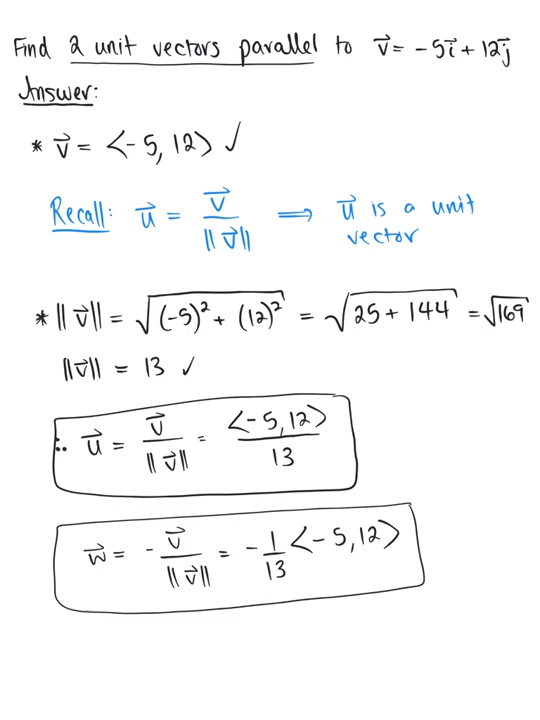 Find 2 unit vectors parallel to v⃗ = -5i⃗ + 12j⃗
Answer:
* v⃗ = <-5, 12> ✓
Recall: u⃗ = v⃗ / ||v⃗|| ⟹ u⃗ is a unit vector
* ||v⃗|| = √((-5)² + (12)²) = √(25 + 144) = √169
||v⃗|| = 13 ✓
∴ u⃗ = v⃗ / ||v⃗|| = <-5, 12> / 13
w⃗ = - v⃗ / ||v⃗|| = - 1/13 <-5, 12>